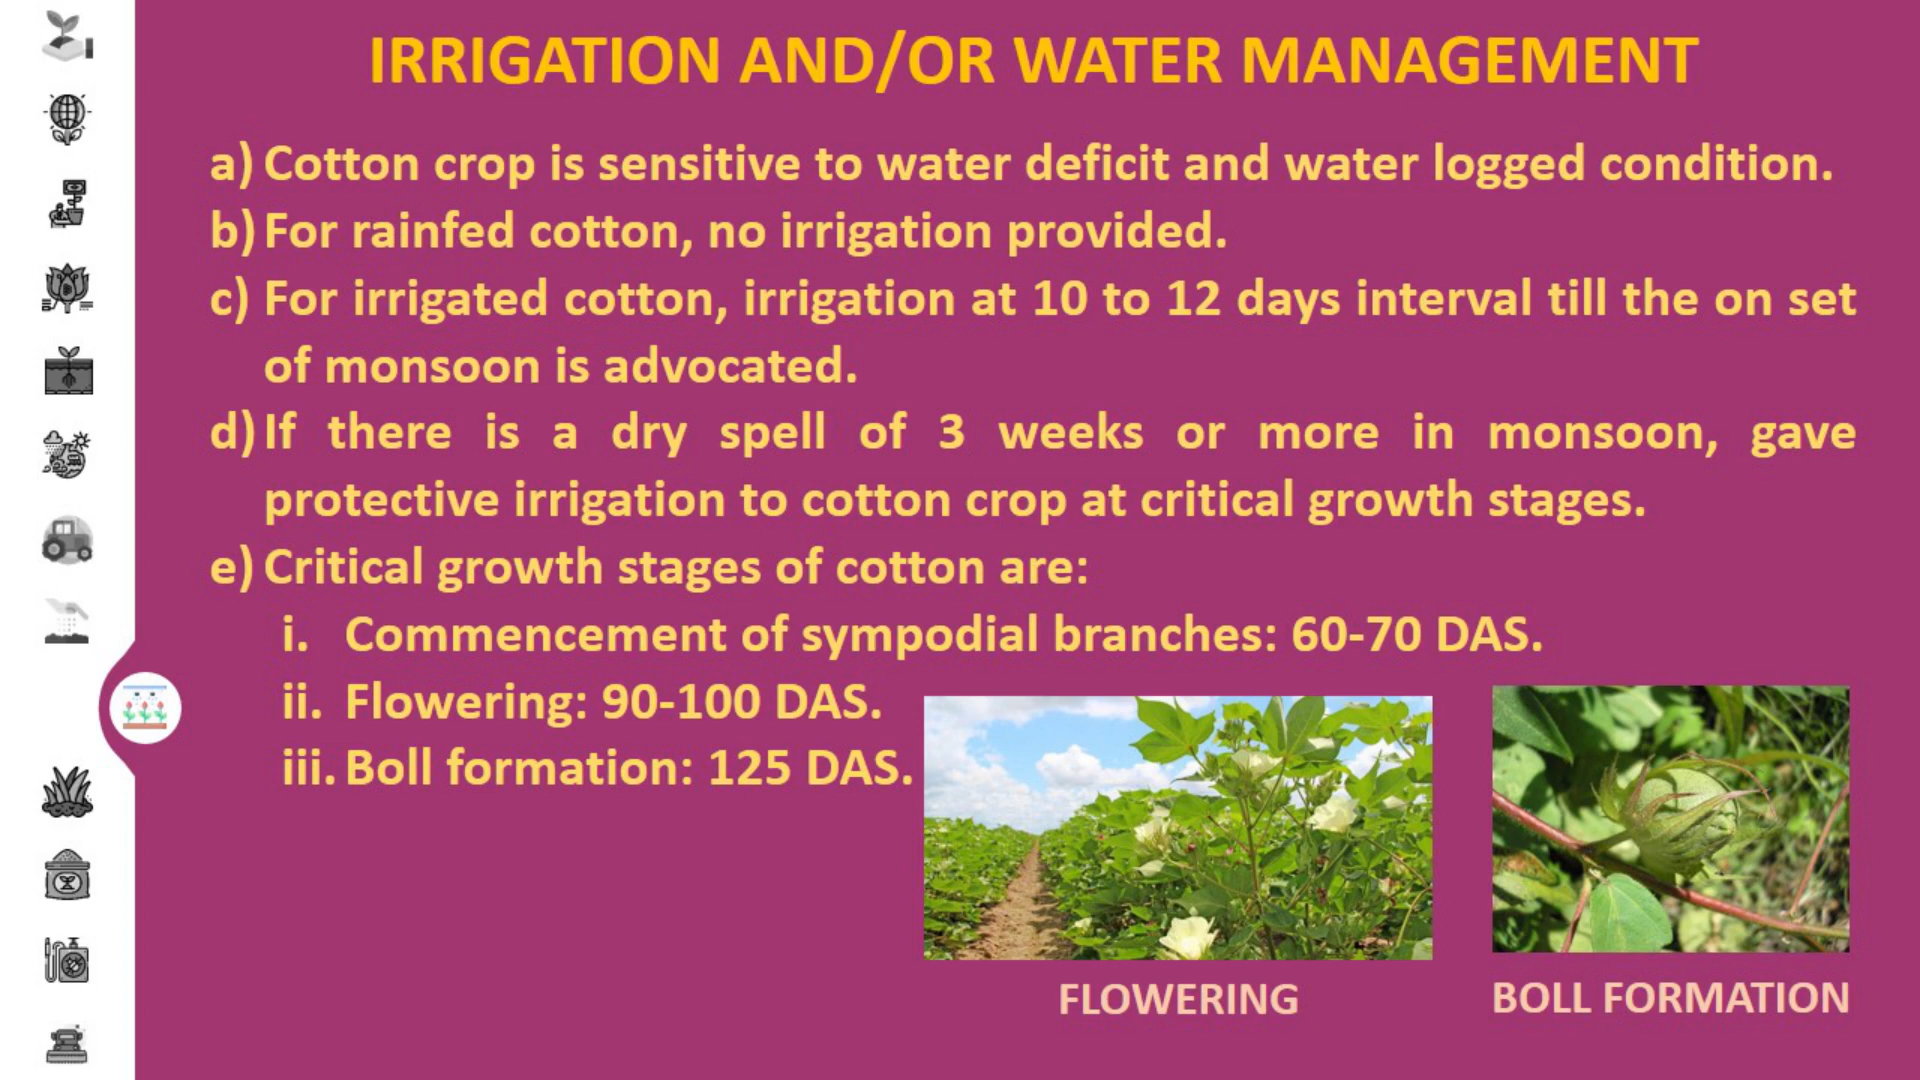 IRRIGATION AND/OR WATER MANAGEMENT
a) Cotton crop is sensitive to water deficit and water logged condition.
b) For rainfed cotton, no irrigation provided.
c) For irrigated cotton, irrigation at 10 to 12 days interval till the on set
of monsoon is advocated.
d) If there is a dry spell of 3 weeks or more in monsoon, gave
protective irrigation to cotton crop at critical growth stages.
e) Critical growth stages of cotton are:
i. Commencement of sympodial branches: 60-70 DAS.
ii. Flowering: 90-100 DAS.
iii. Boll formation: 125 DAS.
FLOWERING
BOLL FORMATION